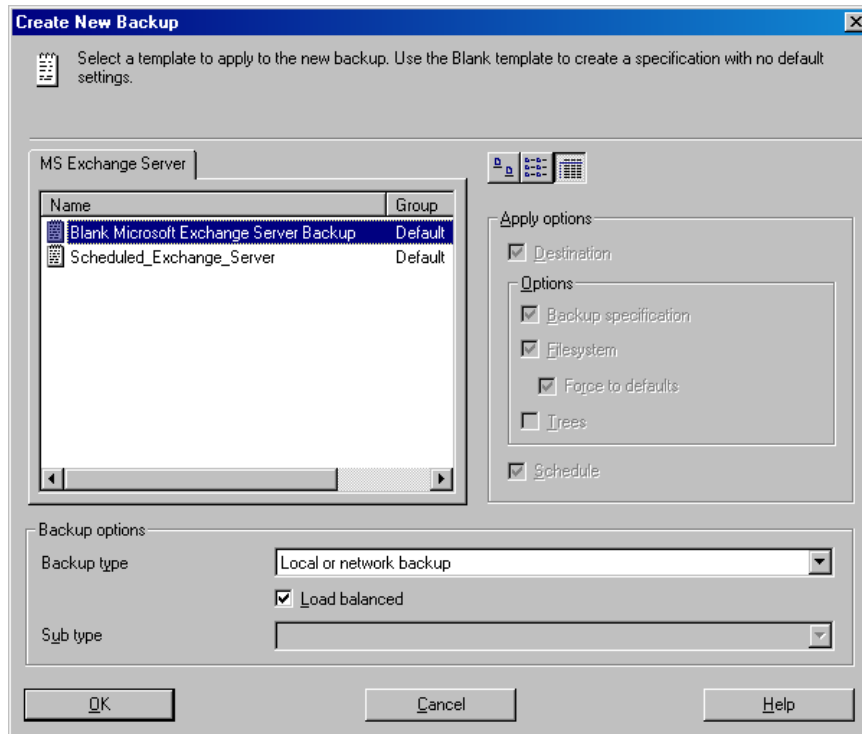 Create New Backup
Select a template to apply to the new backup. Use the Blank template to create a specification with no default
settings.
MS Exchange Server
Name Group
Blank Microsoft Exchange Server Backup Default
Scheduled_Exchange_Server Default
Apply options
Destination
Options
Backup specification
Filesystem
Force to defaults
Trees
Schedule
Backup options
Backup type Local or network backup
Load balanced
Sub type
OK Cancel Help